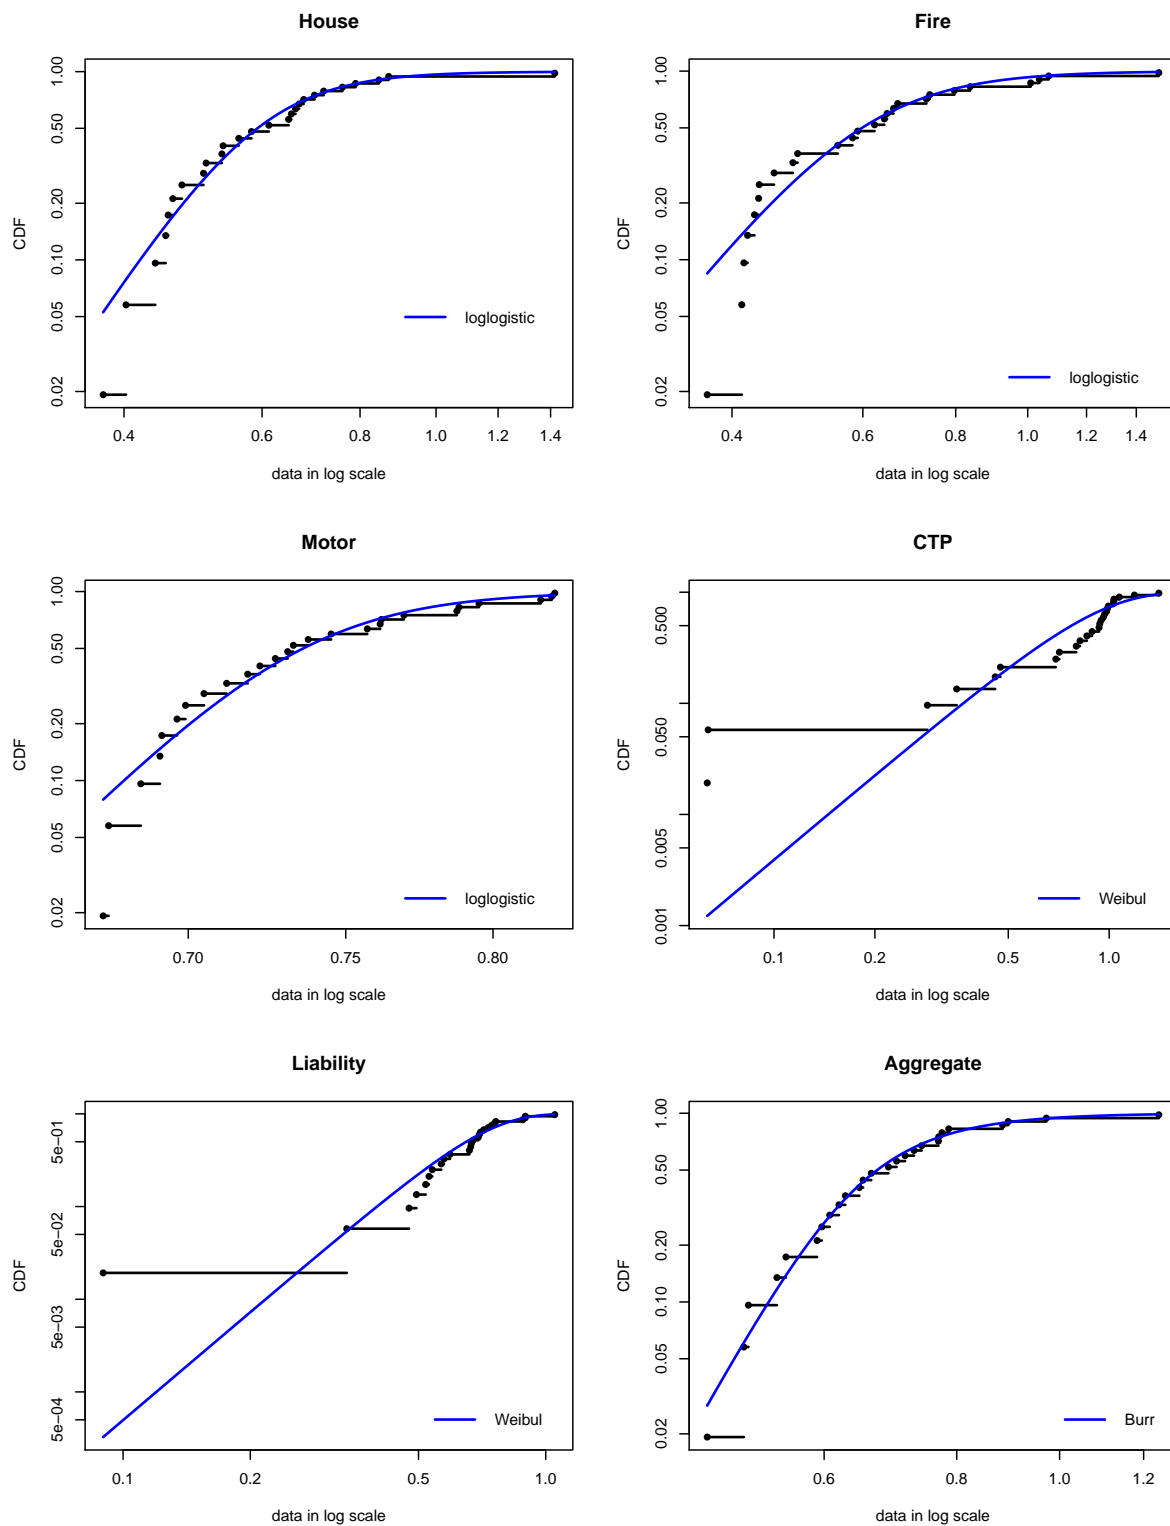 House
CDF
1.00
0.50
0.20
0.10
0.05
0.02
loglogistic
0.4 0.6 0.8 1.0 1.2 1.4
data in log scale
Fire
CDF
1.00
0.50
0.20
0.10
0.05
0.02
loglogistic
0.4 0.6 0.8 1.0 1.2 1.4
data in log scale
Motor
CDF
1.00
0.50
0.20
0.10
0.05
0.02
loglogistic
0.70 0.75 0.80
data in log scale
CTP
CDF
0.500
0.050
0.005
0.001
Weibul
0.1 0.2 0.5 1.0
data in log scale
Liability
CDF
5e−01
5e−02
5e−03
5e−04
Weibul
0.1 0.2 0.5 1.0
data in log scale
Aggregate
CDF
1.00
0.50
0.20
0.10
0.05
0.02
Burr
0.6 0.8 1.0 1.2
data in log scale